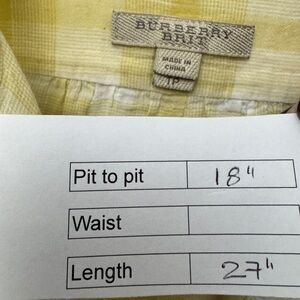 BURBERRY
BRIT
MADE IN
CHINA
Pit to pit 18"
Waist
Length 27"